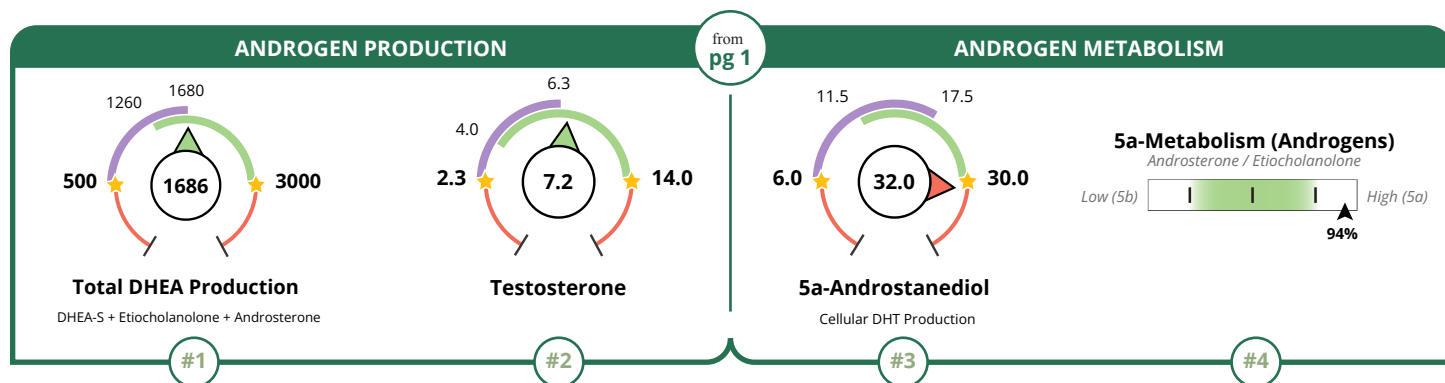 ANDROGEN PRODUCTION
from
pg 1
ANDROGEN METABOLISM
1260
1680
500
1686
3000
Total DHEA Production
DHEA-S + Etiocholanolone + Androsterone
4.0
6.3
2.3
7.2
14.0
Testosterone
11.5
17.5
6.0
32.0
30.0
5a-Androstanediol
Cellular DHT Production
5a-Metabolism (Androgens)
Androsterone / Etiocholanolone
Low (5b)
High (5a)
94%
#1
#2
#3
#4